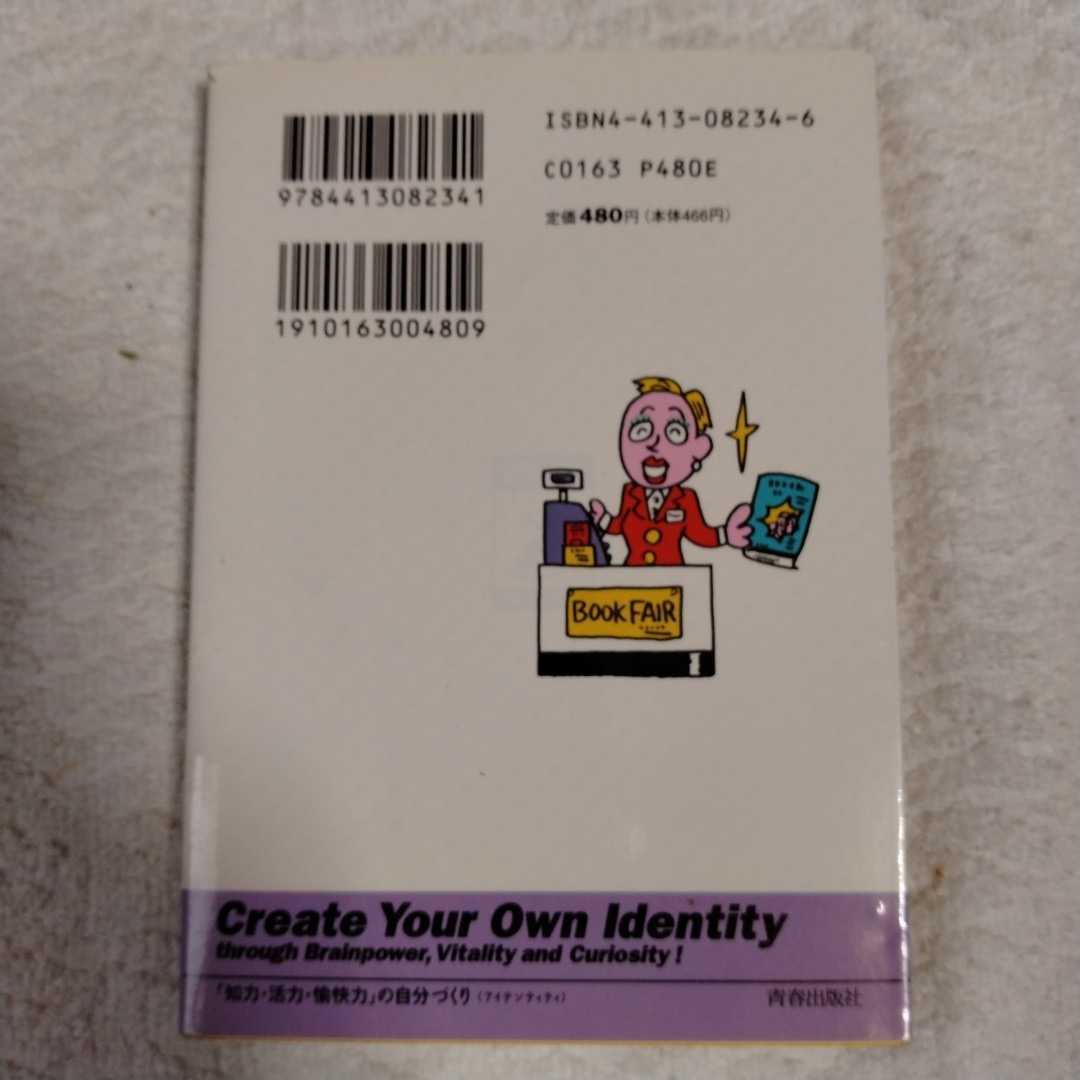 9784413082341
ISBN4-413-08234-6
C0163 P480E
定価480円(本体466円)
1910163004809
BOOK FAIR
Create Your Own Identity
through Brainpower, Vitality and Curiosity!
「知力・活力・愉快力」の自分づくり(アイデンティティ)
青春出版社